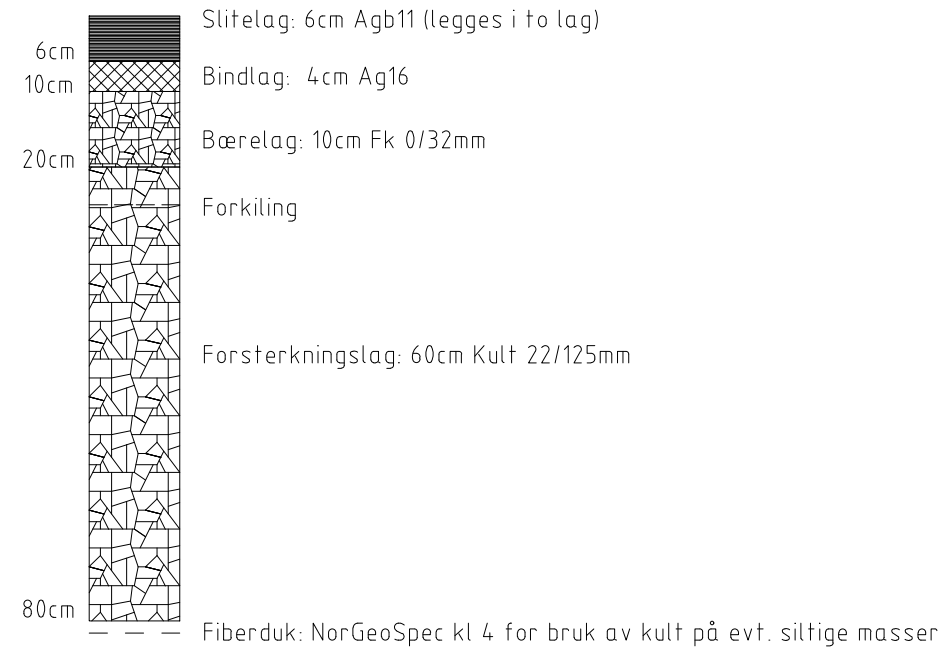 Slitelag: 6cm Agb11 (legges i to lag)
6cm
Bindlag: 4cm Ag16
10cm
Bærelag: 10cm Fk 0/32mm
20cm
Forkiling
Forsterkningslag: 60cm Kult 22/125mm
80cm
Fiberduk: NorGeoSpec kl 4 for bruk av kult på evt. siltige masser